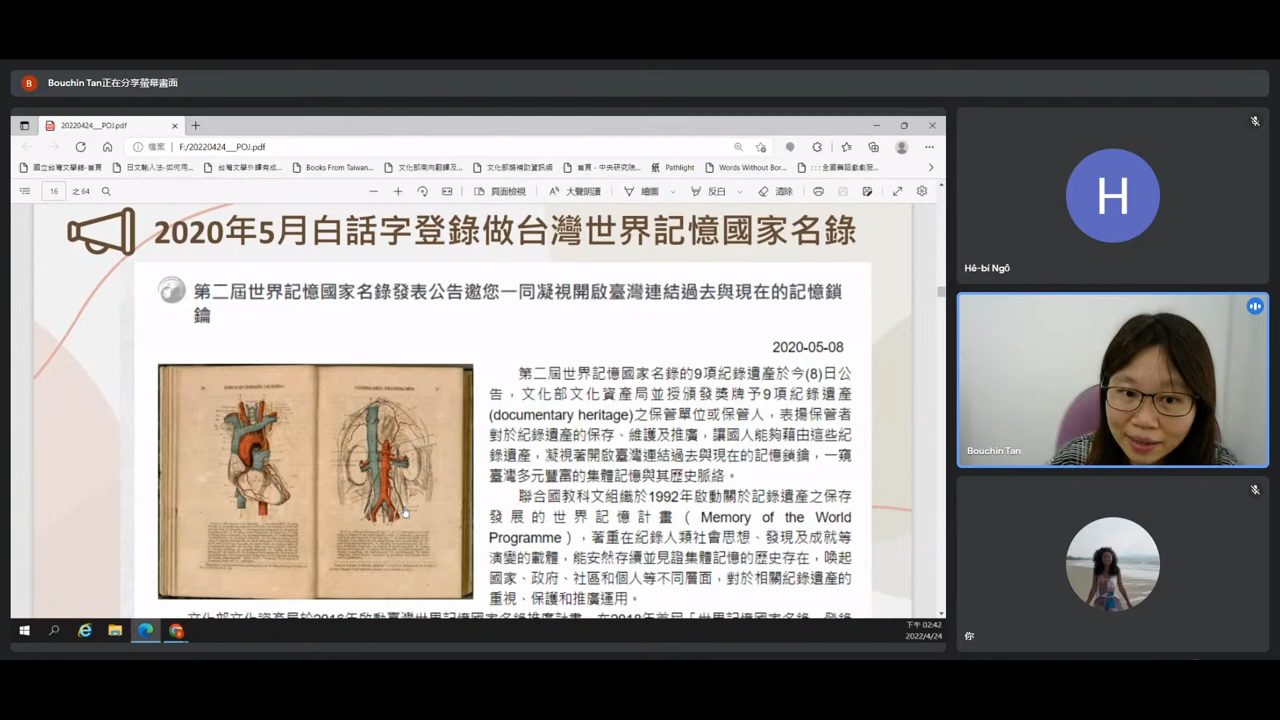 Bouchin Tan正在分享螢幕畫面
20220424__POJ.pdf
檔案 F:/20220424__POJ.pdf
國立台灣文學館-首頁
日文輸入法-如何用...
台灣文學外譯有成...
Books From Taiwan...
文化部
文化部獎補助資訊網
首頁 - 中央研究院...
Pathlight
Words Without Bor...
16 之 64
頁面檢視
大聲朗讀
繪圖
反白
清除
2020年5月白話字登錄做台灣世界記憶國家名錄
第二屆世界記憶國家名錄發表公告邀您一同凝視開啟臺灣連結過去與現在的記憶鎖
鑰
2020-05-08
第二屆世界記憶國家名錄的9項紀錄遺產於今(8)日公
告，文化部文化資產局並授頒發獎牌予9項紀錄遺產
(documentary heritage)之保管單位或保管人，表揚保管者
對於紀錄遺產的保存、維護及推廣，讓國人能夠藉由這些紀
錄遺產，凝視著開啟臺灣連結過去與現在的記憶鎖鑰，一窺
臺灣多元豐富的集體記憶與其歷史脈絡。
聯合國教科文組織於1992年啟動關於記錄遺產之保存
發展的世界記憶計畫（Memory of the World
Programme），著重在紀錄人類社會思想、發現及成就等
演變的載體，能安然存續並見證集體記憶的歷史存在，喚起
國家、政府、社區和個人等不同層面，對於相關紀錄遺產的
重視、保護和推廣運用。
下午 02:42
2022/4/24
H
Hê-bí Ngô
Bouchin Tan
你